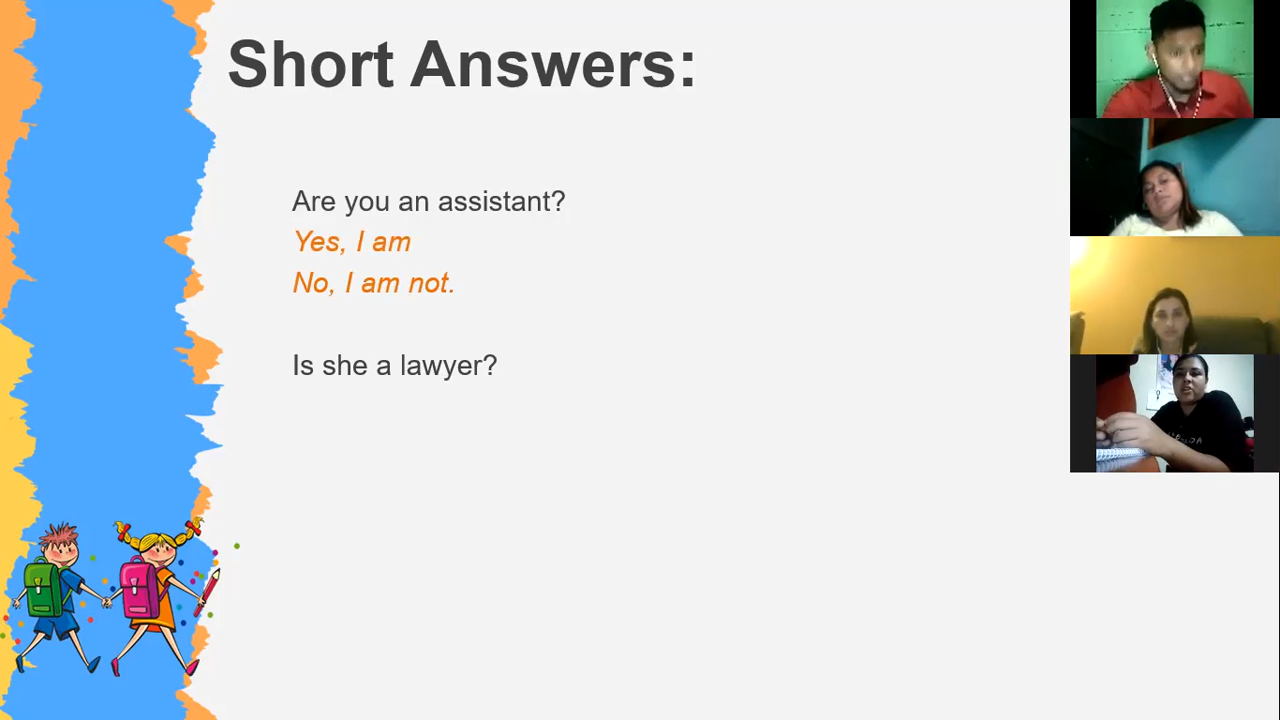 Short Answers:
Are you an assistant?
Yes, I am
No, I am not.
Is she a lawyer?